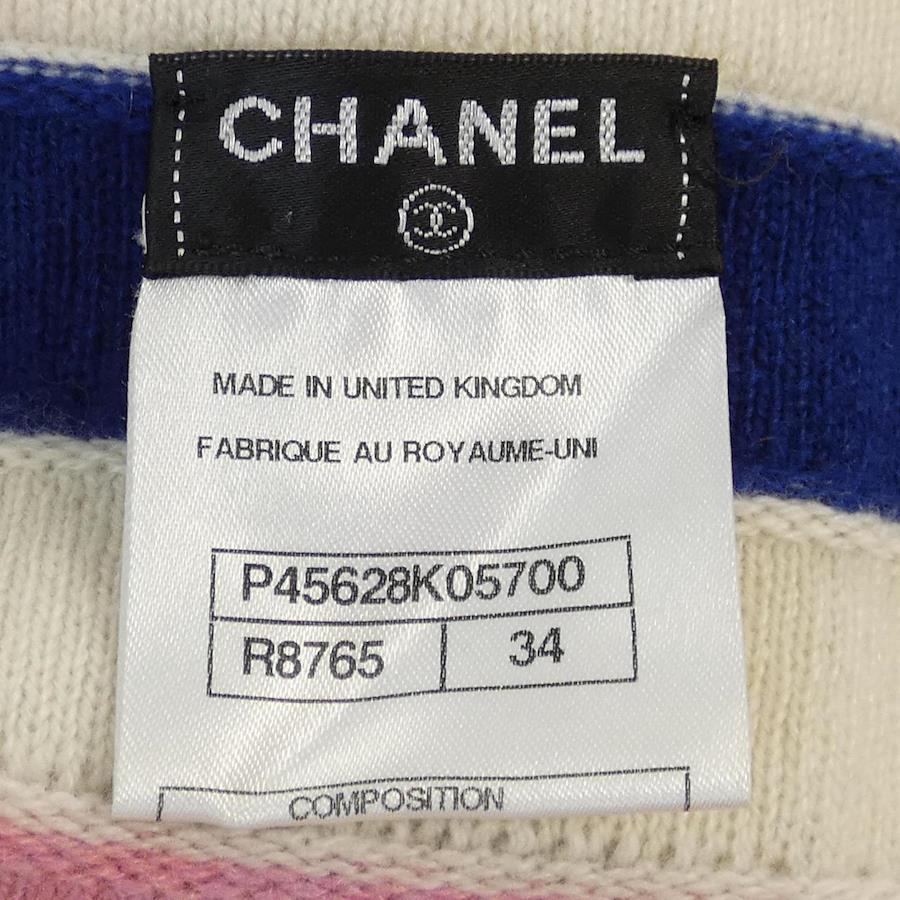 CHANEL
MADE IN UNITED KINGDOM
FABRIQUE AU ROYAUME-UNI
P45628K05700
R8765 34
COMPOSITION